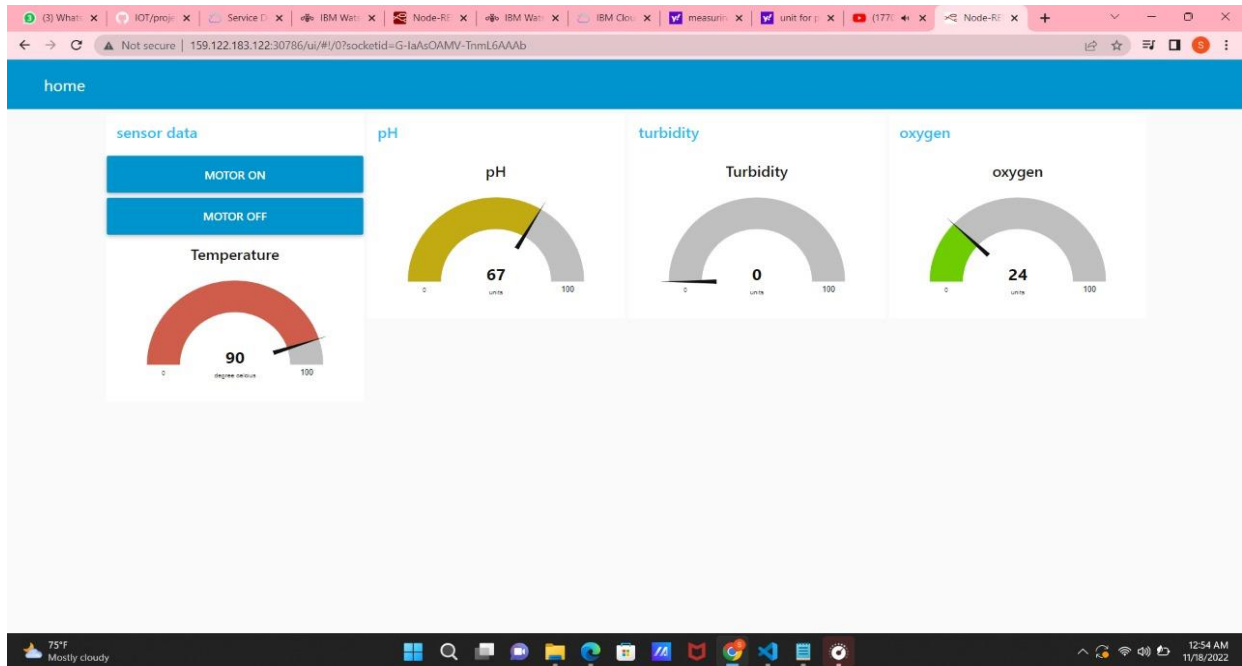 (3) Whats
IOT/proje
Service D
IBM Wats
Node-RE
IBM Wats
IBM Clou
measurin
unit for p
(177(
Node-RE
Not secure | 159.122.183.122:30786/ui/#!/0?socketid=G-IaAsOAMV-TnmL6AAAb
S
home
sensor data
MOTOR ON
MOTOR OFF
Temperature
90
degree celious
0
100
pH
pH
67
units
0
100
turbidity
Turbidity
0
units
0
100
oxygen
oxygen
24
units
0
100
75°F
Mostly cloudy
12:54 AM
11/18/2022